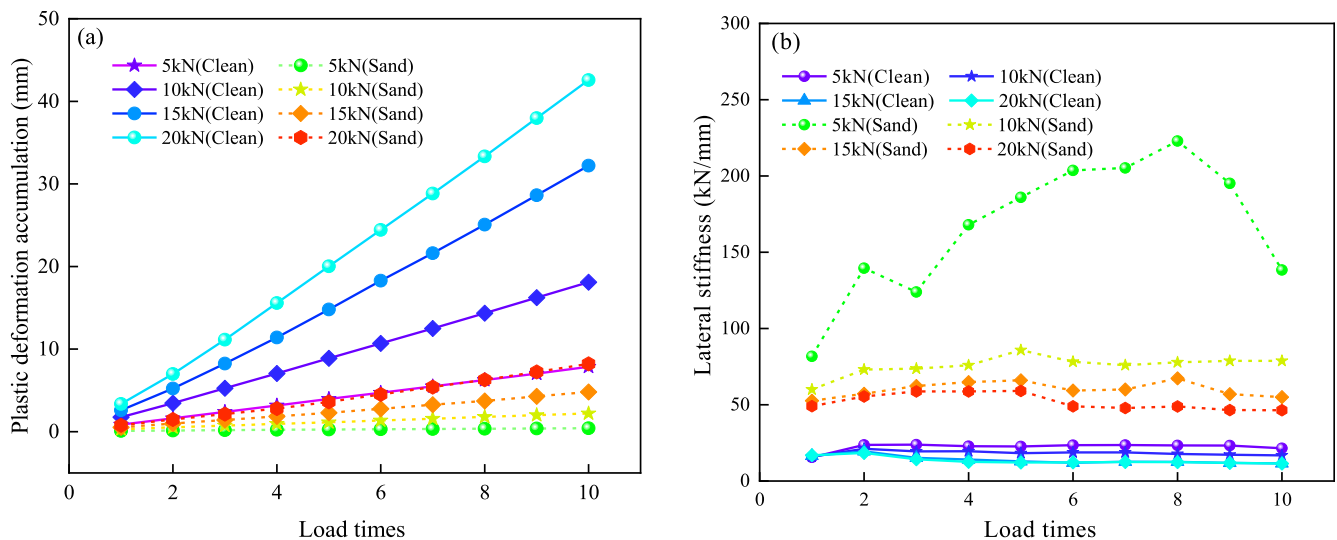 (a)
50
40
30
20
10
0
Plastic deformation accumulation (mm)
5kN(Clean) 5kN(Sand)
10kN(Clean) 10kN(Sand)
15kN(Clean) 15kN(Sand)
20kN(Clean) 20kN(Sand)
0 2 4 6 8 10
Load times
(b)
300
250
200
150
100
50
0
Lateral stiffness (kN/mm)
5kN(Clean) 10kN(Clean)
15kN(Clean) 20kN(Clean)
5kN(Sand) 10kN(Sand)
15kN(Sand) 20kN(Sand)
0 2 4 6 8 10
Load times